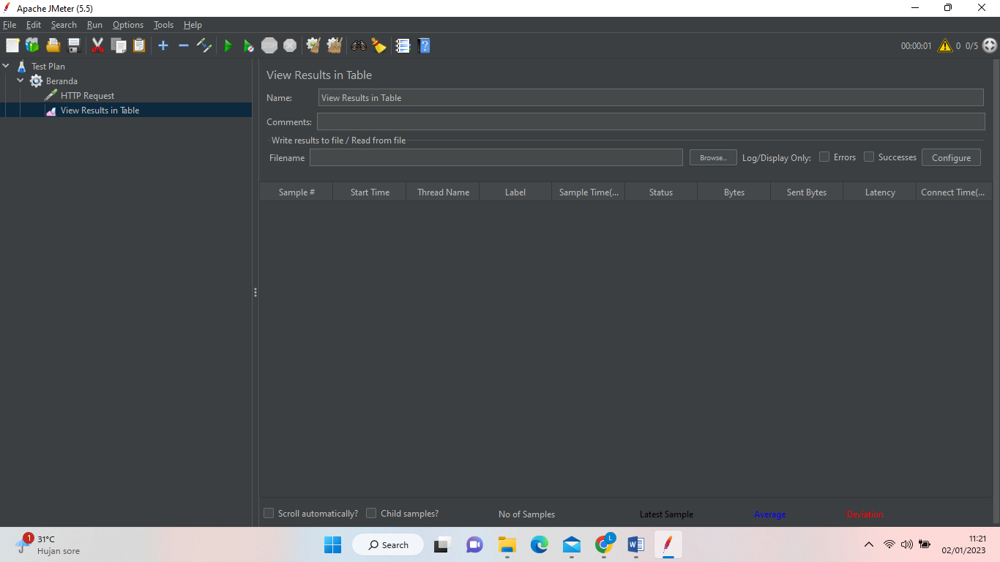 Apache JMeter (5.5)
File Edit Search Run Options Tools Help
STOP 00:00:01 0 0/5
Test Plan
Beranda
HTTP Request
View Results in Table
View Results in Table
Name: View Results in Table
Comments:
Write results to file / Read from file
Filename Browse... Log/Display Only: Errors Successes Configure
Sample # Start Time Thread Name Label Sample Time(... Status Bytes Sent Bytes Latency Connect Time(...
Scroll automatically? Child samples? No of Samples Latest Sample Average Deviation
1 31°C
Hujan sore
Search
L
W
11:21
02/01/2023